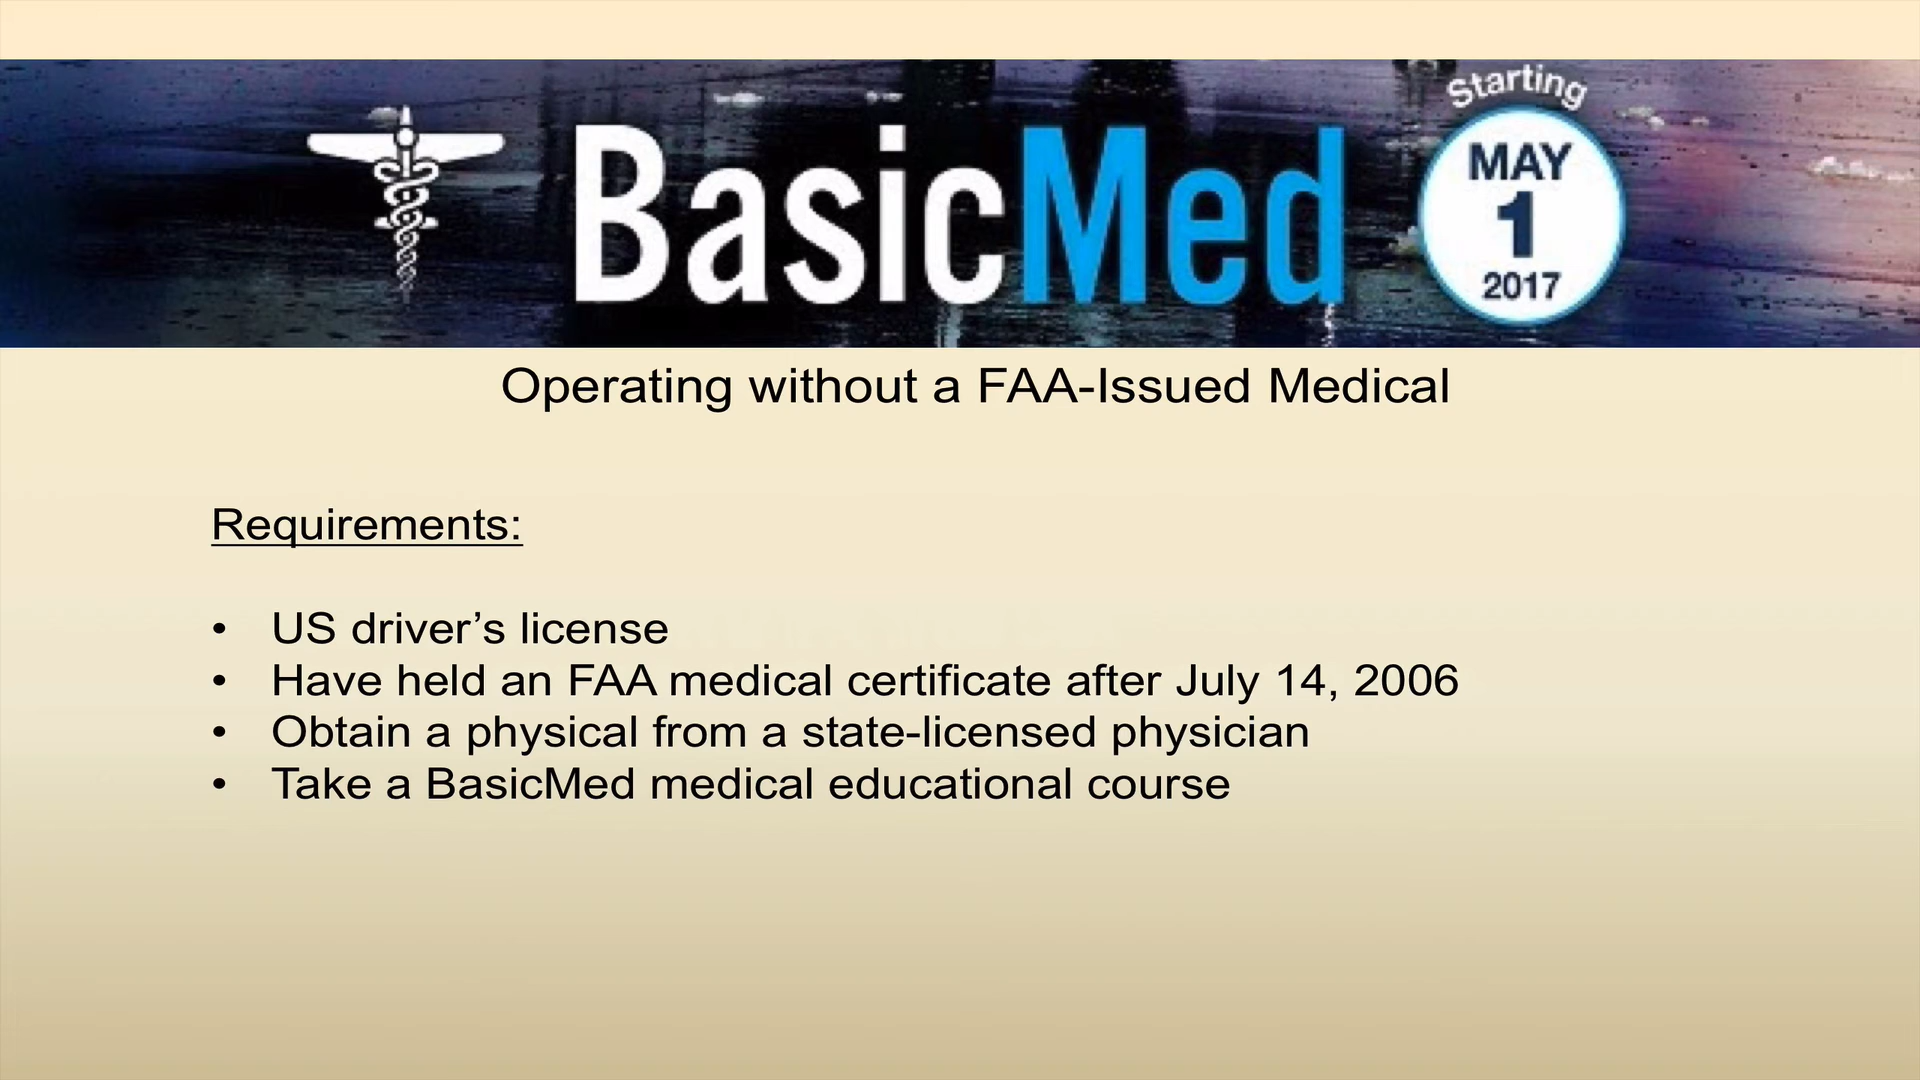 Starting
BasicMed
MAY
1
2017
Operating without a FAA-Issued Medical
Requirements:
• US driver’s license
• Have held an FAA medical certificate after July 14, 2006
• Obtain a physical from a state-licensed physician
• Take a BasicMed medical educational course